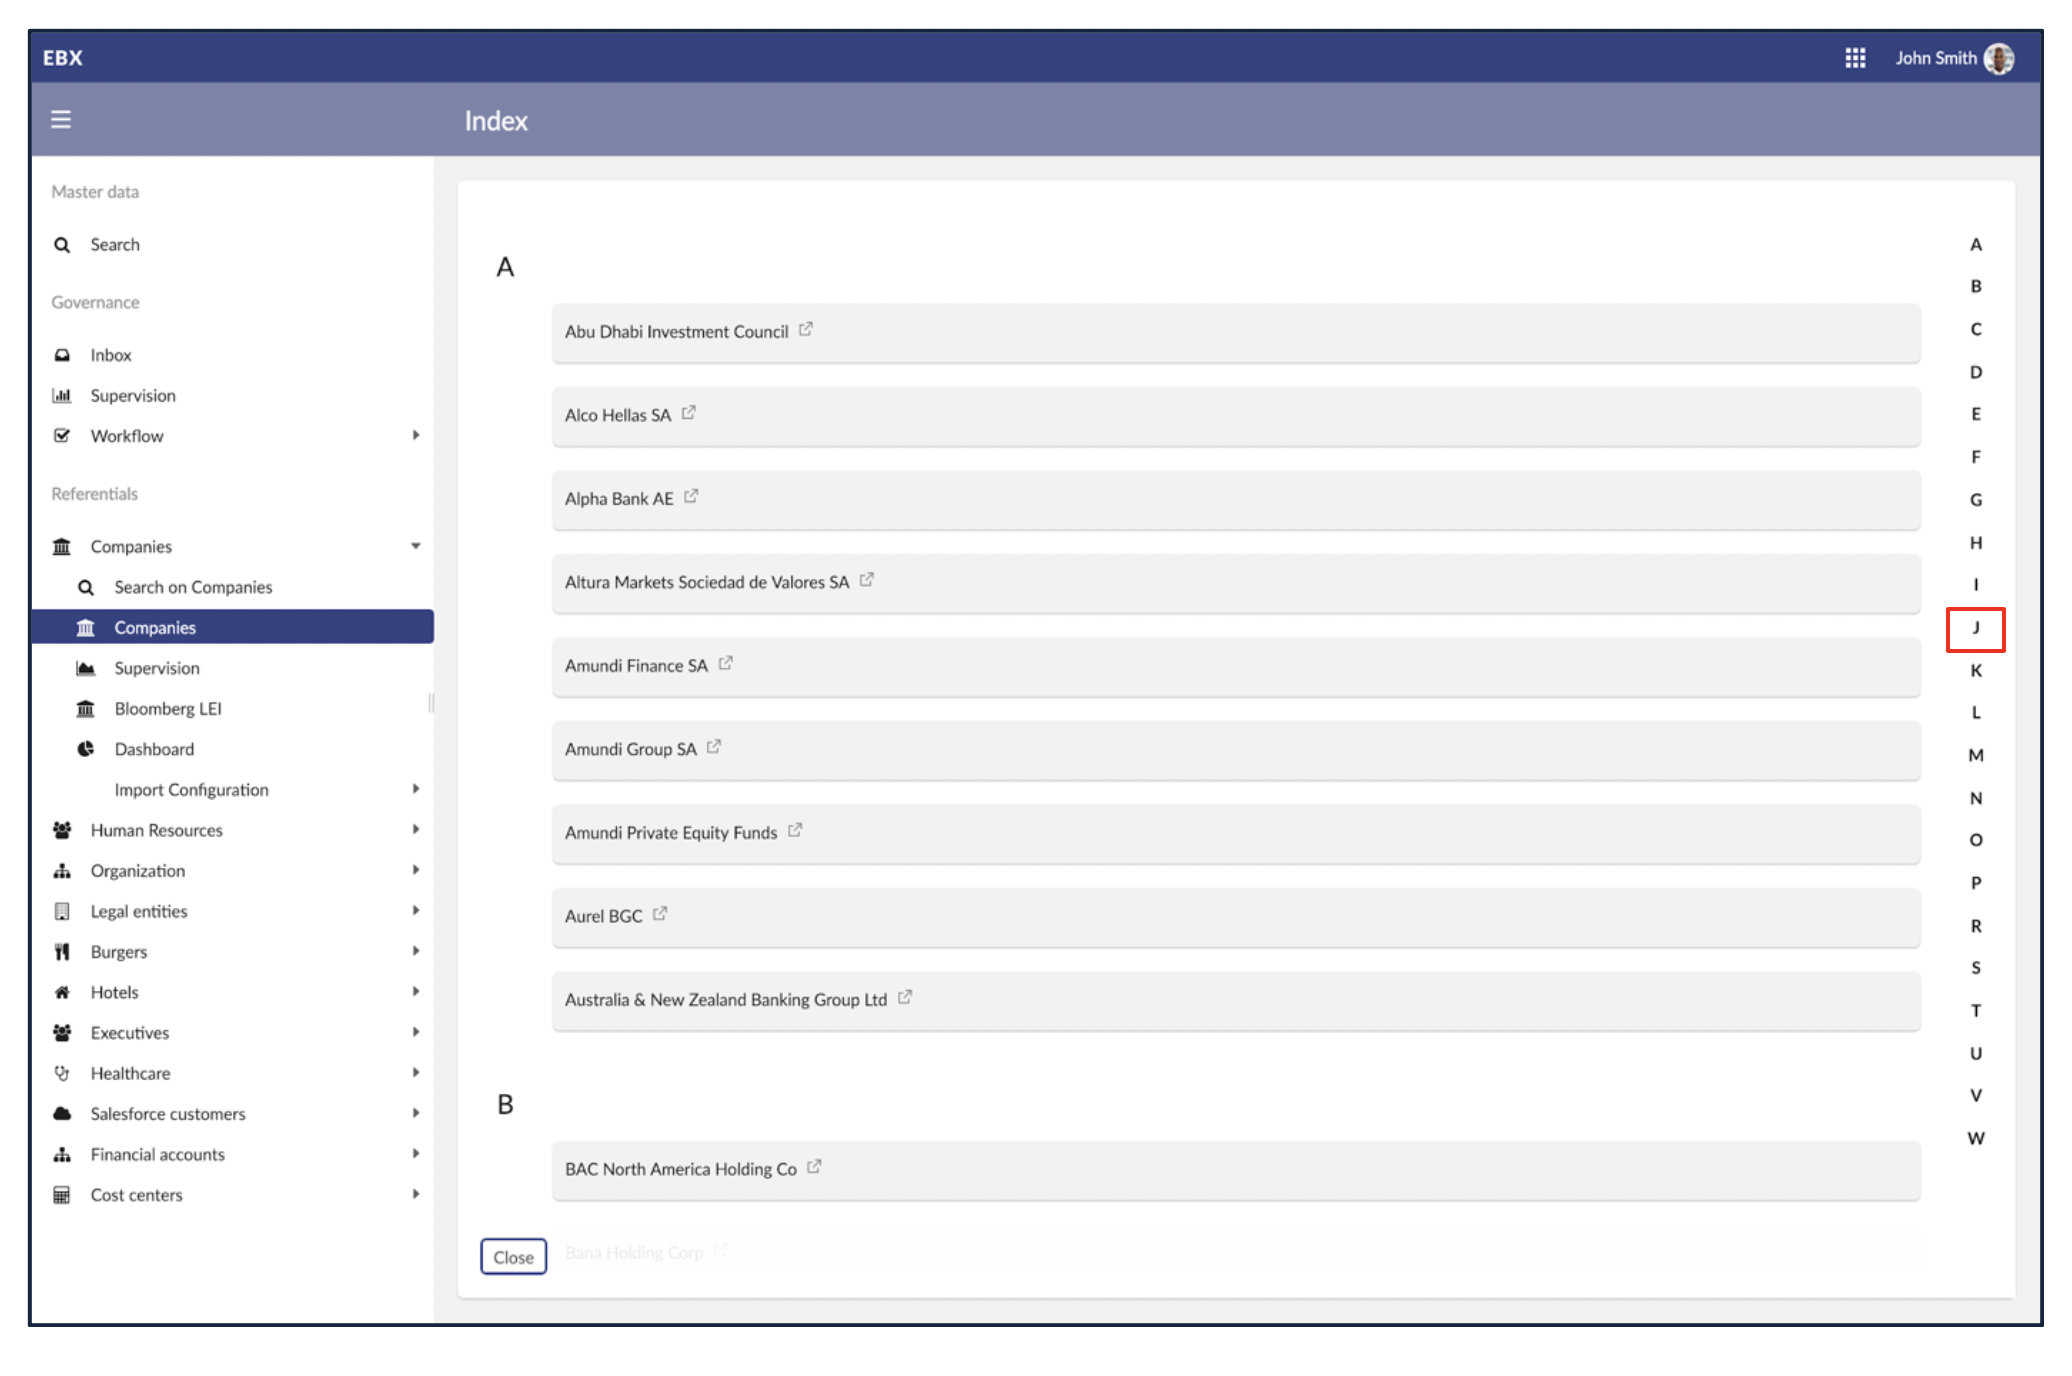 EBX
John Smith
Index
Master data
Search
Governance
Inbox
Supervision
Workflow
Referentials
Companies
Search on Companies
Companies
Supervision
Bloomberg LEI
Dashboard
Import Configuration
Human Resources
Organization
Legal entities
Burgers
Hotels
Executives
Healthcare
Salesforce customers
Financial accounts
Cost centers
A
Abu Dhabi Investment Council
Alco Hellas SA
Alpha Bank AE
Altura Markets Sociedad de Valores SA
Amundi Finance SA
Amundi Group SA
Amundi Private Equity Funds
Aurel BGC
Australia & New Zealand Banking Group Ltd
B
BAC North America Holding Co
Bana Holding Corp
Close
A
B
C
D
E
F
G
H
I
J
K
L
M
N
O
P
R
S
T
U
V
W